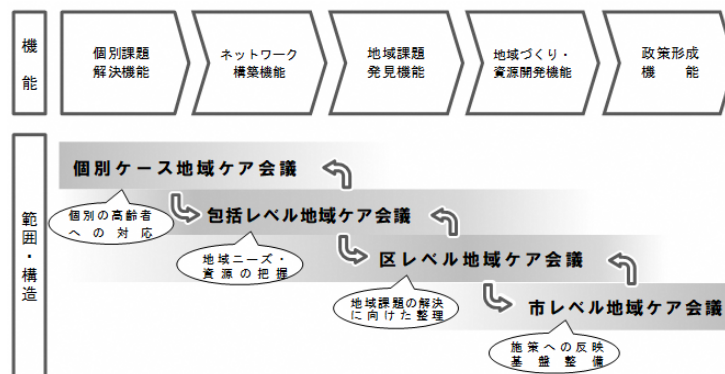 機能
個別課題
解決機能
ネットワーク
構築機能
地域課題
発見機能
地域づくり・
資源開発機能
政策形成
機能
範囲・構造
個別ケース地域ケア会議
個別の高齢者
への対応
包括レベル地域ケア会議
地域ニーズ・
資源の把握
区レベル地域ケア会議
地域課題の解決
に向けた整理
市レベル地域ケア会議
施策への反映
基盤整備